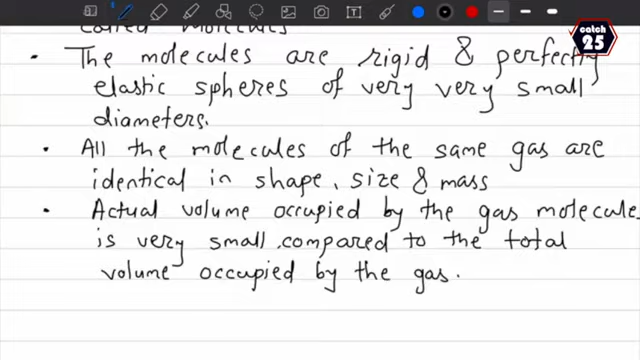 called molecules
• The molecules are rigid & perfectly
elastic spheres of very very small
diameters.
• All the molecules of the same gas are
identical in shape, size & mass
• Actual volume occupied by the gas molecules
is very small compared to the total
volume occupied by the gas.
catch
25